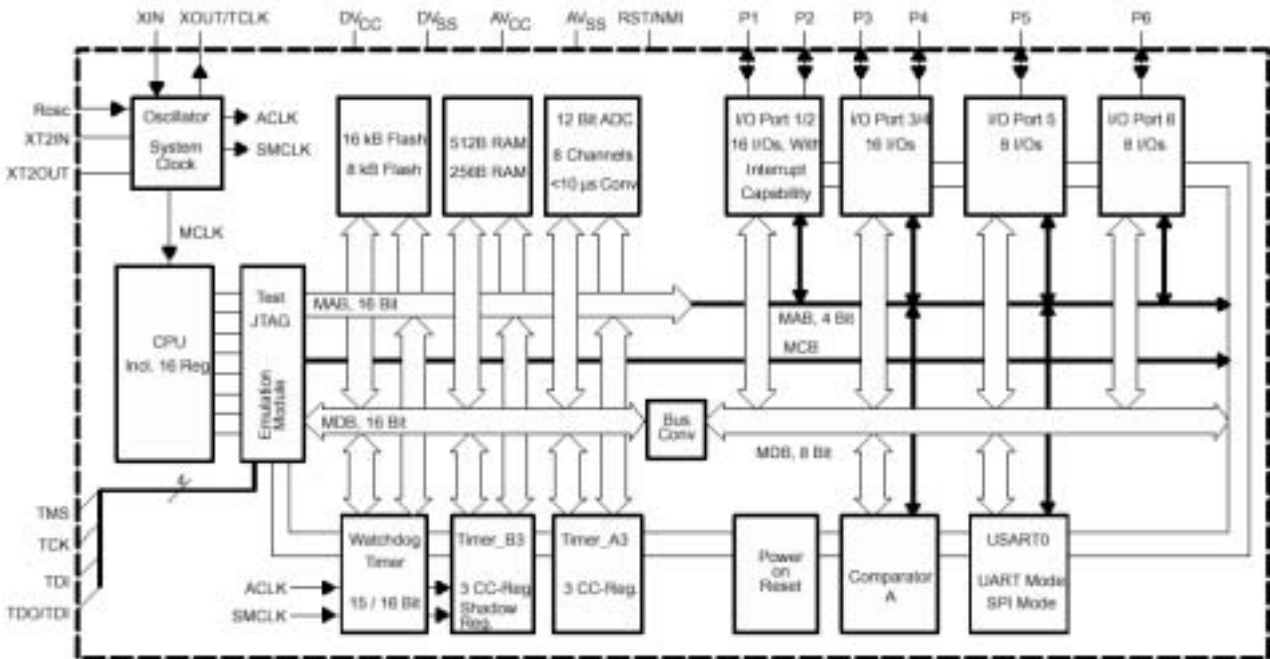 XIN
XOUT/TCLK
DVCC
DVSS
AVCC
AVSS
RST/NMI
P1
P2
P3
P4
P5
P6
Rosc
XT2IN
XT2OUT
Oscillator
System
Clock
ACLK
SMCLK
MCLK
16 kB Flash
8 kB Flash
512B RAM
256B RAM
12 Bit ADC
8 Channels
<10 µs Conv
I/O Port 1/2
16 I/Os, With
Interrupt
Capability
I/O Port 3/4
16 I/Os
I/O Port 5
8 I/Os
I/O Port 6
8 I/Os
CPU
Incl. 16 Reg
Test
JTAG
Emulation
Module
MAB, 16 Bit
MAB, 4 Bit
MCB
MDB, 16 Bit
Bus
Conv
MDB, 8 Bit
4
TMS
TCK
TDI
TDO/TDI
ACLK
SMCLK
Watchdog
Timer
15 / 16 Bit
Timer_B3
3 CC-Reg
Shadow
Reg.
Timer_A3
3 CC-Reg.
Power
on
Reset
Comparator
A
USART0
UART Mode
SPI Mode